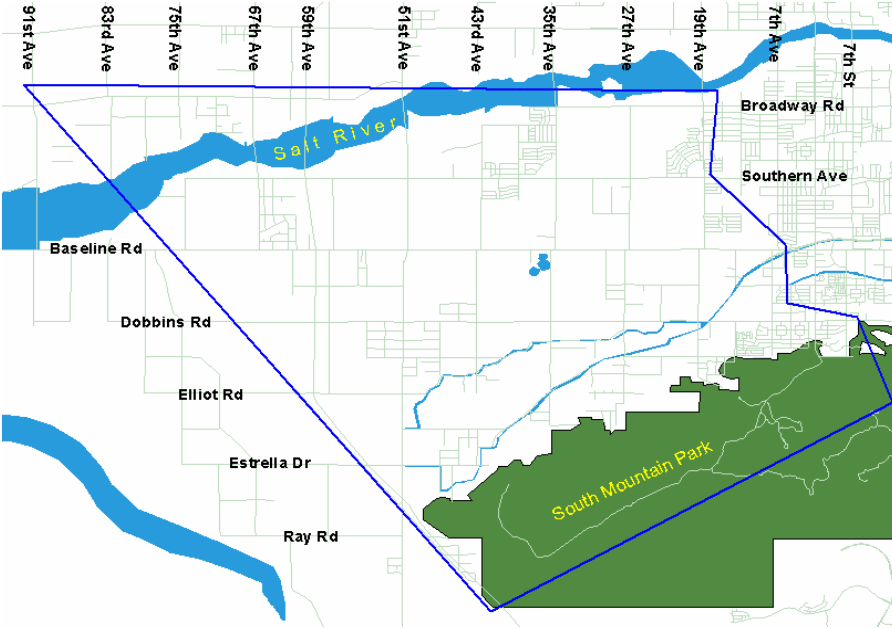 91st Ave
83rd Ave
75th Ave
67th Ave
59th Ave
51st Ave
43rd Ave
35th Ave
27th Ave
19th Ave
7th Ave
7th St
Broadway Rd
Salt River
Southern Ave
Baseline Rd
Dobbins Rd
Elliot Rd
Estrella Dr
South Mountain Park
Ray Rd